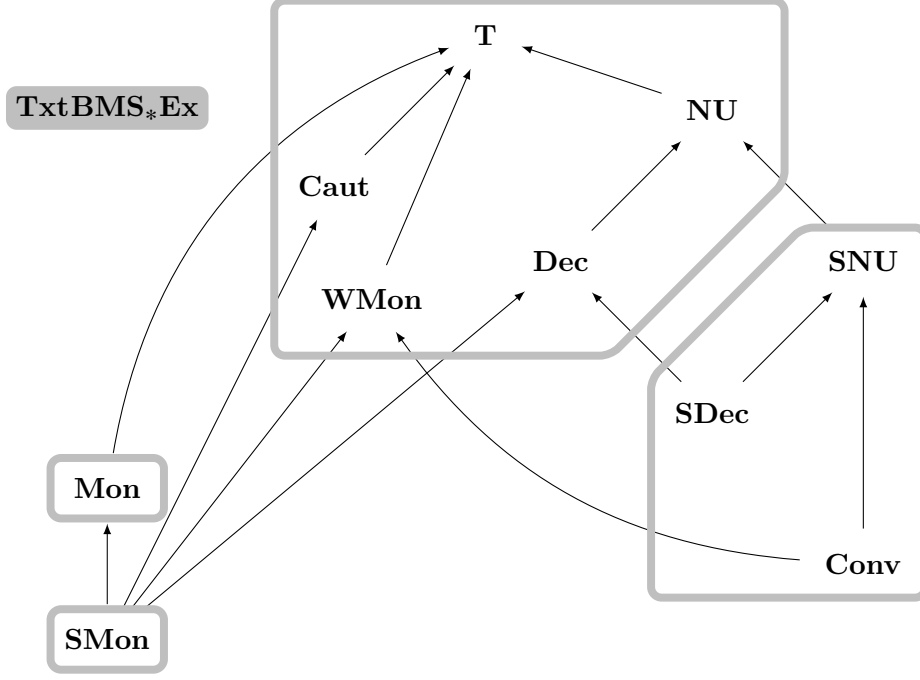 T
TxtBMS∗Ex
NU
Caut
Dec
SNU
WMon
SDec
Mon
Conv
SMon